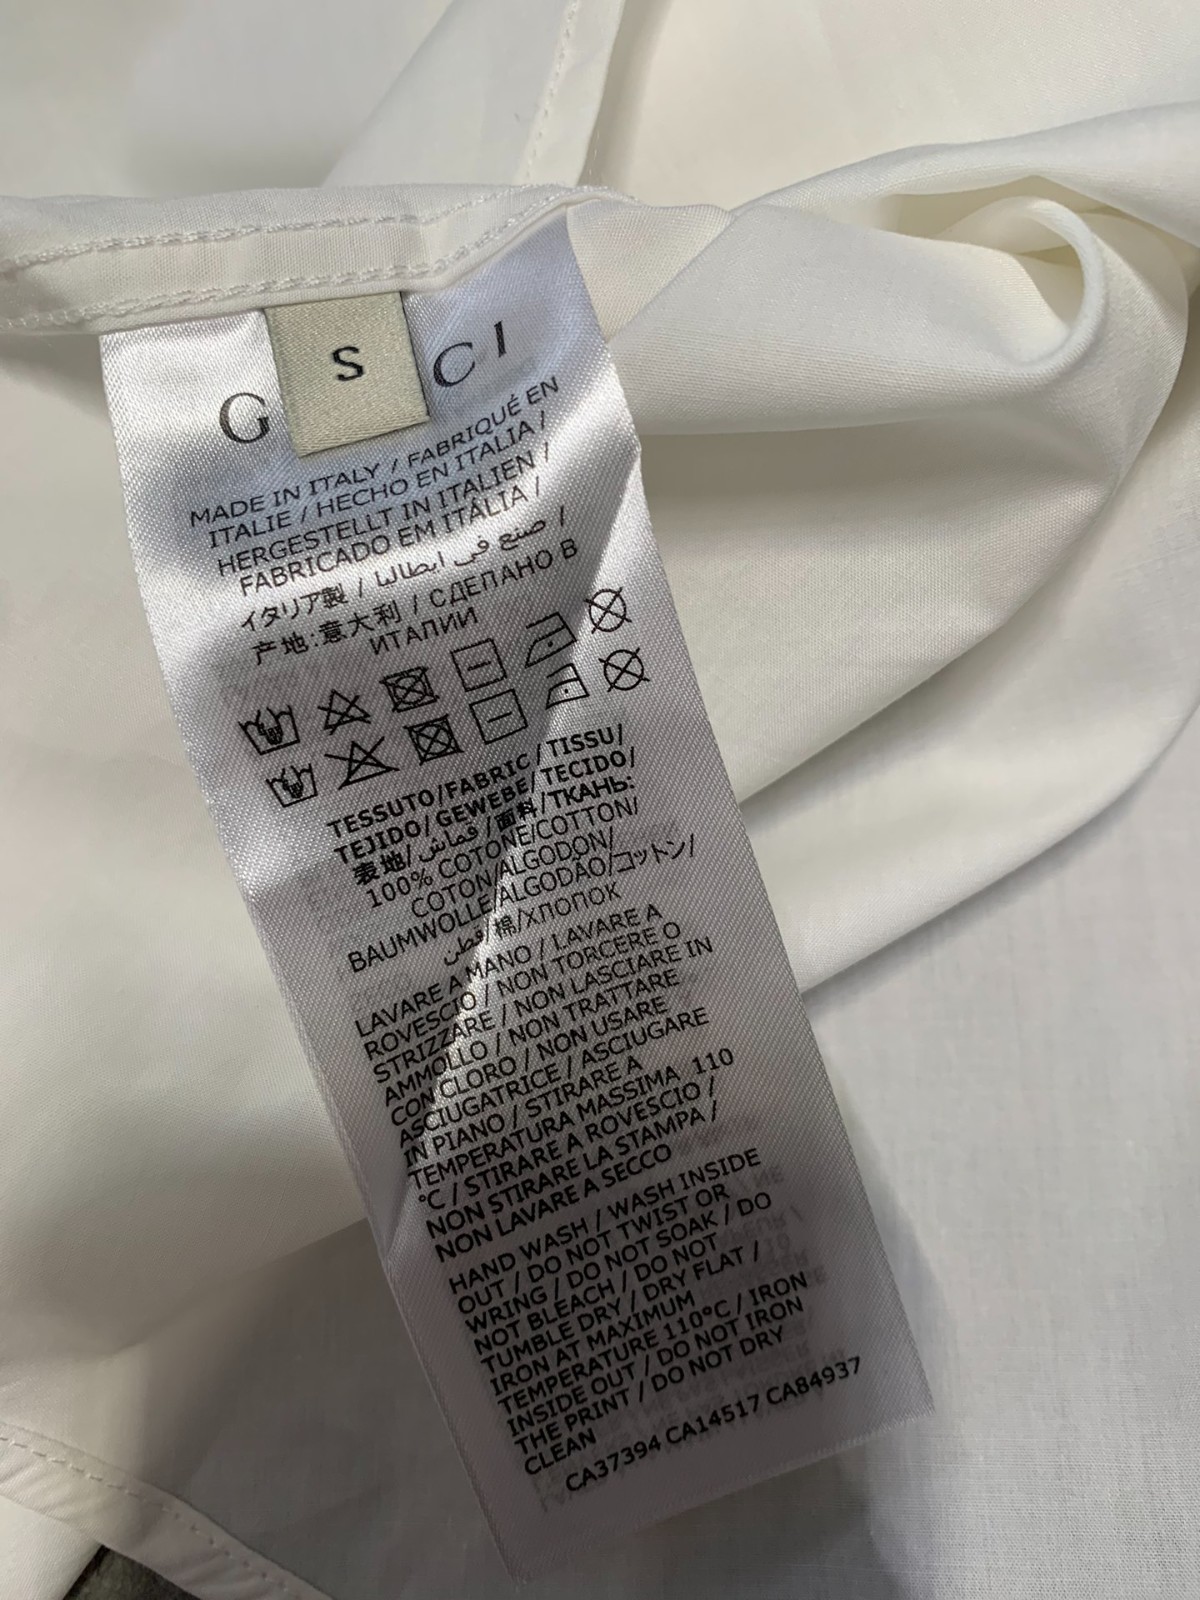 S
G CI
MADE IN ITALY / FABRIQUÉ EN
ITALIE / HECHO EN ITALIA /
HERGESTELLT IN ITALIEN /
FABRICADO EM ITÁLIA /
صنع في ايطاليا /
イタリア製 / СДЕЛАНО В
产地:意大利 / ИТАЛИИ
TESSUTO/FABRIC/TISSU/
TEJIDO/GEWEBE/TECIDO/
表地/قماش/面料/ТКАНЬ:
100% COTONE/COTTON/
COTON/ALGODON/
BAUMWOLLE/ALGODÃO/コットン/
قطن/棉/ХЛОПОК
LAVARE A MANO / LAVARE A
ROVESCIO / NON TORCERE O
STRIZZARE / NON LASCIARE IN
AMMOLLO / NON TRATTARE
CON CLORO / NON USARE
ASCIUGATRICE / ASCIUGARE
IN PIANO / STIRARE A
TEMPERATURA MASSIMA 110
°C / STIRARE A ROVESCIO /
NON STIRARE LA STAMPA /
NON LAVARE A SECCO
HAND WASH / WASH INSIDE
OUT / DO NOT TWIST OR
WRING / DO NOT SOAK / DO
NOT BLEACH / DO NOT
TUMBLE DRY / DRY FLAT /
IRON AT MAXIMUM
TEMPERATURE 110°C / IRON
INSIDE OUT / DO NOT IRON
THE PRINT / DO NOT DRY
CLEAN
CA37394 CA14517 CA84937